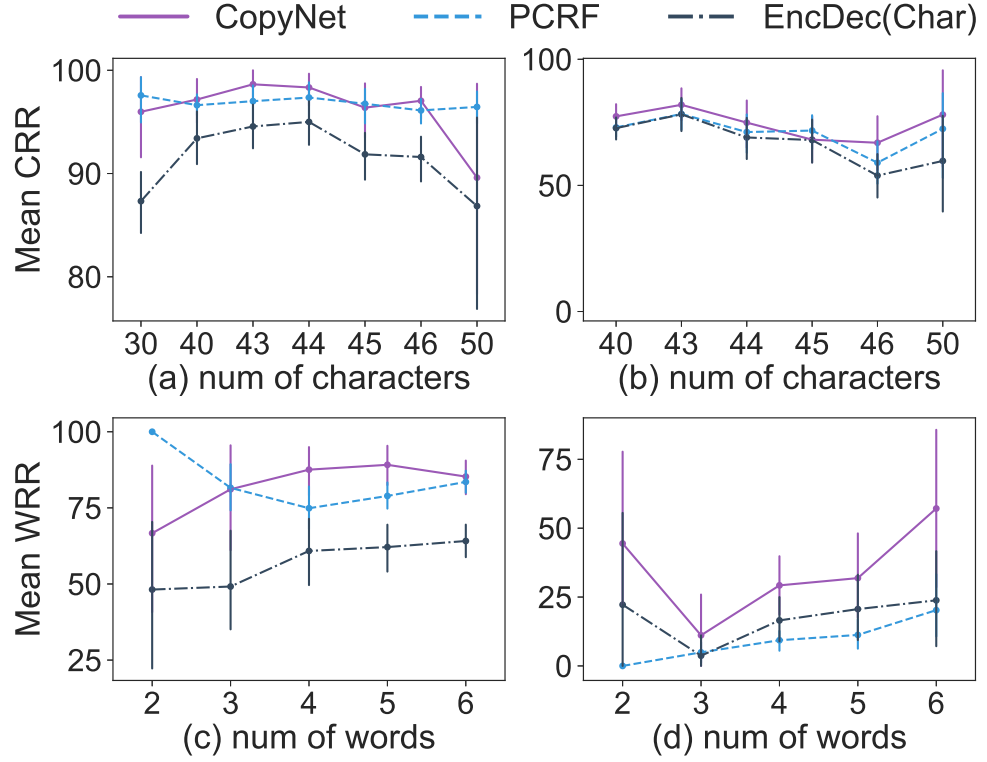 CopyNet PCRF EncDec(Char)
Mean CRR
100
90
80
30 40 43 44 45 46 50
(a) num of characters
100
50
0
40 43 44 45 46 50
(b) num of characters
Mean WRR
100
75
50
25
2 3 4 5 6
(c) num of words
75
50
25
0
2 3 4 5 6
(d) num of words